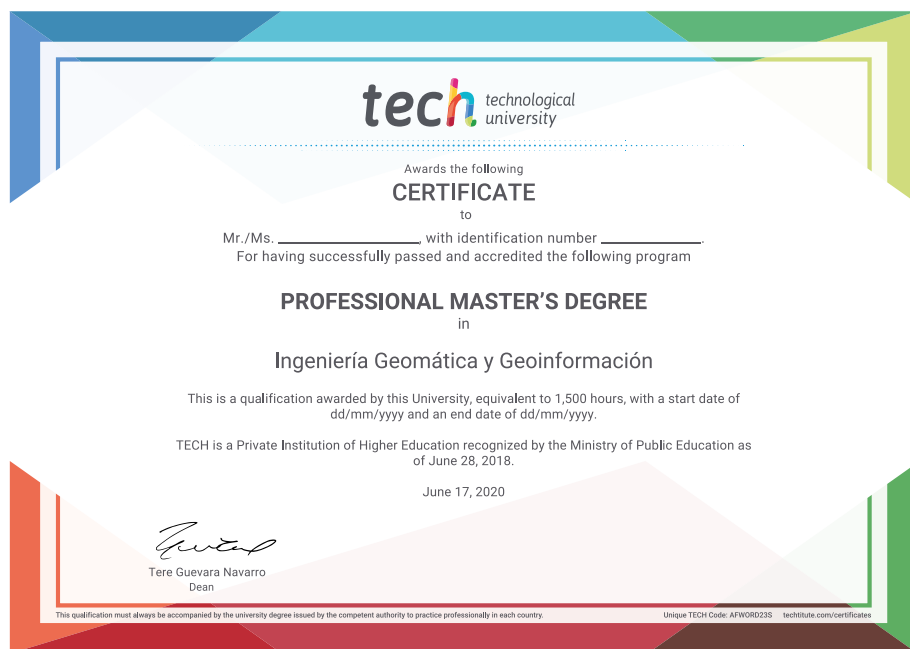 tech technological
university
Awards the following
CERTIFICATE
to
Mr./Ms. ____________________, with identification number ______________.
For having successfully passed and accredited the following program
PROFESSIONAL MASTER'S DEGREE
in
Ingeniería Geomática y Geoinformación
This is a qualification awarded by this University, equivalent to 1,500 hours, with a start date of
dd/mm/yyyy and an end date of dd/mm/yyyy.
TECH is a Private Institution of Higher Education recognized by the Ministry of Public Education as
of June 28, 2018.
June 17, 2020
Tere Guevara Navarro
Dean
This qualification must always be accompanied by the university degree issued by the competent authority to practice professionally in each country.
Unique TECH Code: AFWORD23S techtitute.com/certificates